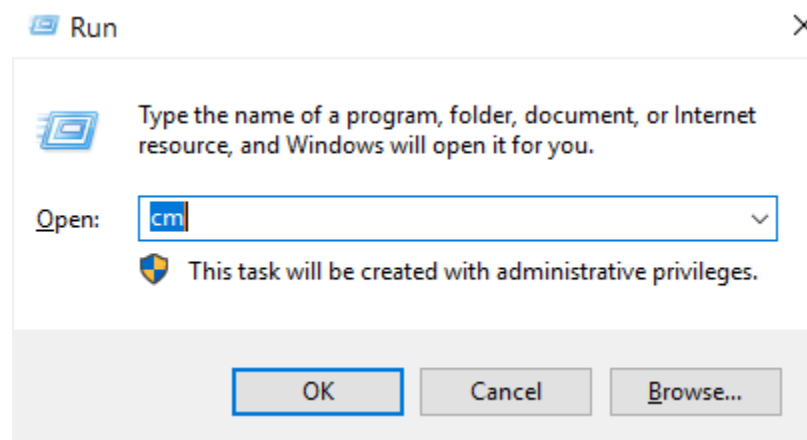 Run
Type the name of a program, folder, document, or Internet
resource, and Windows will open it for you.
Open: cm
This task will be created with administrative privileges.
OK Cancel Browse...